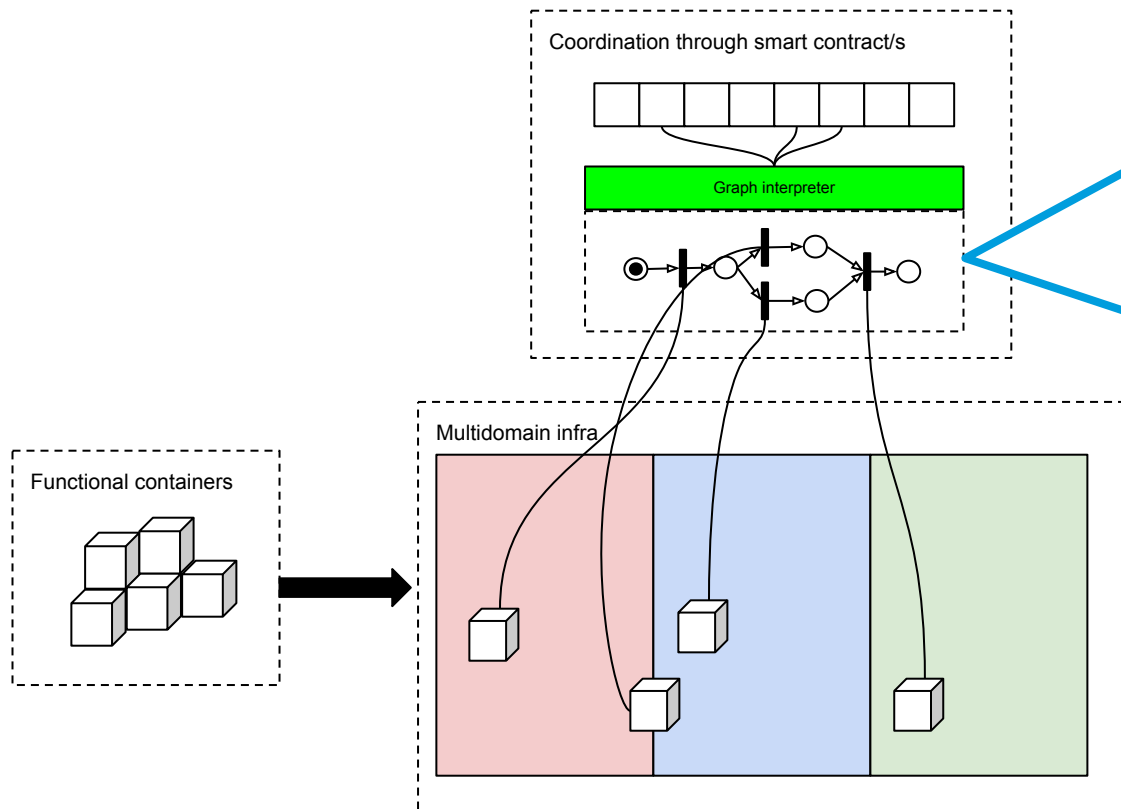 Coordination through smart contract/s
Graph interpreter
Multidomain infra
Functional containers